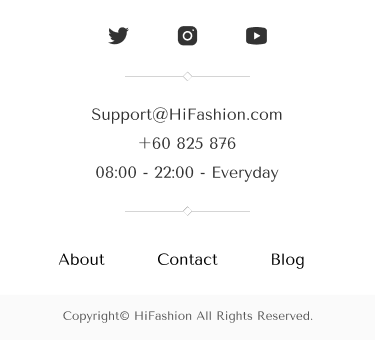 Support@HiFashion.com
+60 825 876
08:00 - 22:00 - Everyday
About Contact Blog
Copyright© HiFashion All Rights Reserved.